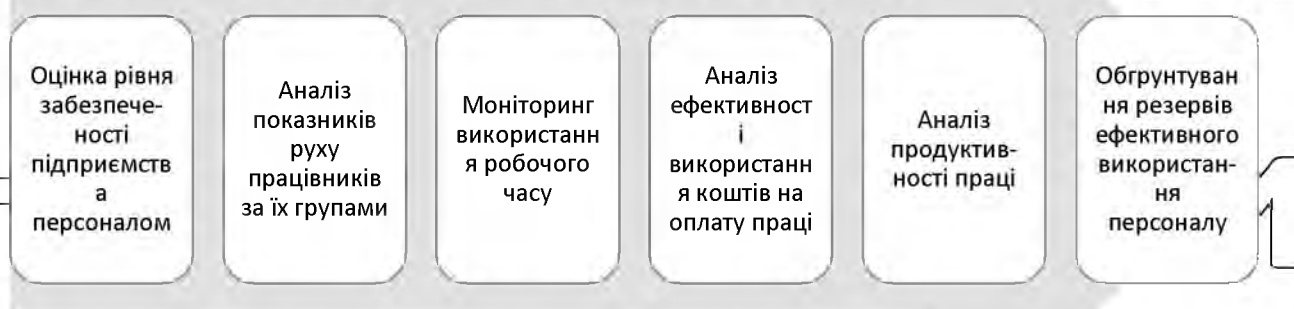 Оцінка рівня
забезпече-
ності
підприємств
а
персоналом
Аналіз
показників
руху
працівників
за їх групами
Моніторинг
використанн
я робочого
часу
Аналіз
ефективност
і
використанн
я коштів на
оплату праці
Аналіз
продуктив-
ності праці
Обгрунтуван
ня резервів
ефективного
використан-
ня
персоналу